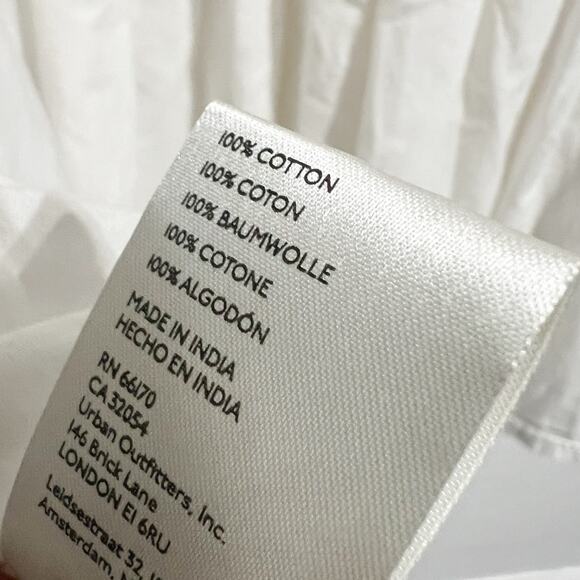 100% COTTON
100% COTON
100% BAUMWOLLE
100% COTONE
100% ALGODÓN
MADE IN INDIA
HECHO EN INDIA
RN 66170
CA 32054
Urban Outfitters, Inc.
146 Brick Lane
LONDON E1 6RU
Leidsestraat 32,
Amsterdam,